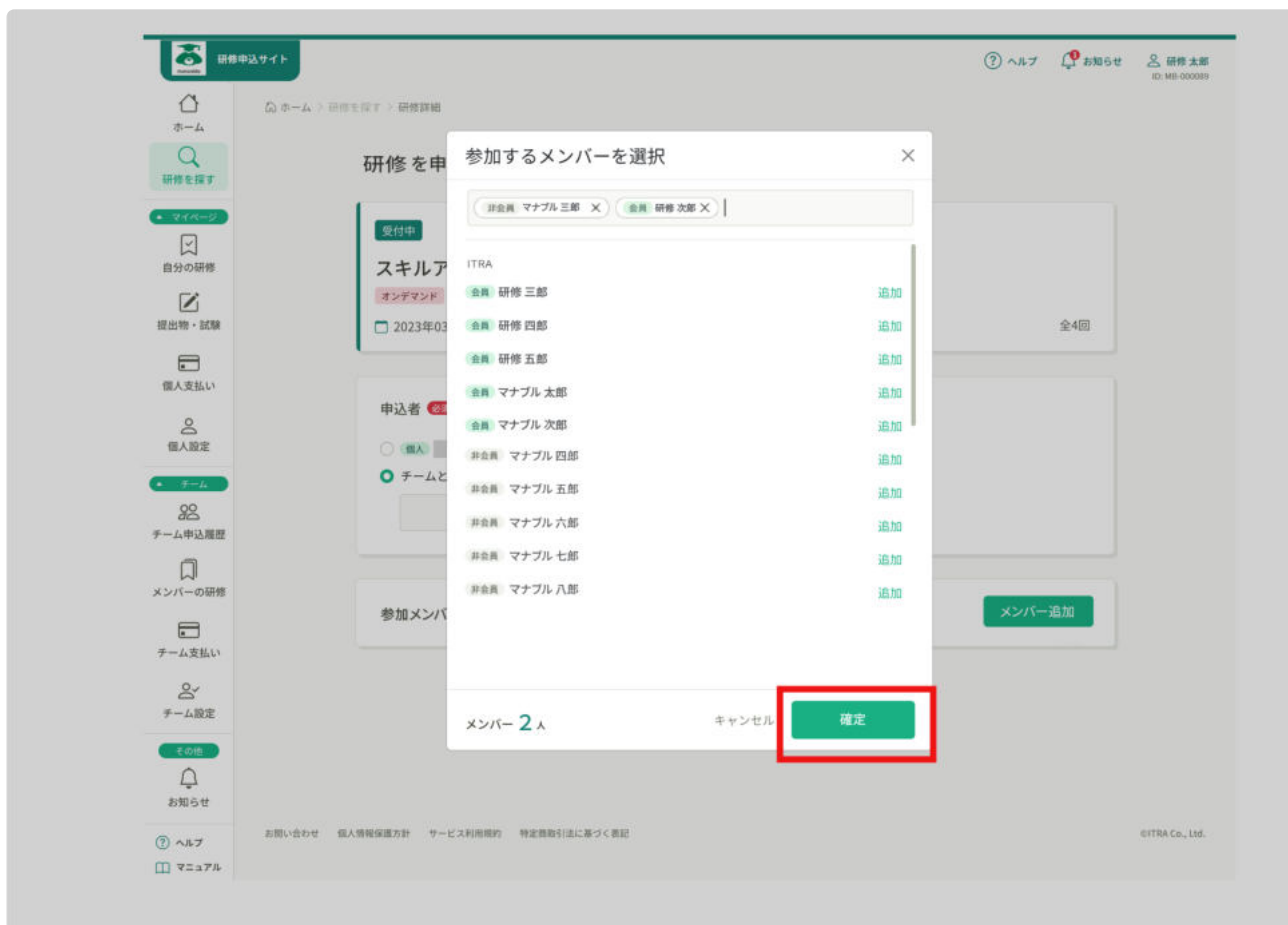 研修申込サイト
ヘルプ
お知らせ
研修 太郎
ID: MB-000099
ホーム
研修を探す
マイページ
自分の研修
提出物・試験
個人支払い
個人設定
チーム
チーム申込履歴
メンバーの研修
チーム支払い
チーム設定
その他
お知らせ
ヘルプ
マニュアル
ホーム > 研修を探す > 研修詳細
研修 を申
受付中
スキルア
オンデマンド
2023年03
全4回
申込者
個人
チームと
参加メンバ
メンバー追加
参加するメンバーを選択
非会員 マナブル 三郎 × 会員 研修 次郎 ×
ITRA
会員 研修 三郎 追加
会員 研修 四郎 追加
会員 研修 五郎 追加
会員 マナブル 太郎 追加
会員 マナブル 次郎 追加
非会員 マナブル 四郎 追加
非会員 マナブル 五郎 追加
非会員 マナブル 六郎 追加
非会員 マナブル 七郎 追加
非会員 マナブル 八郎 追加
メンバー 2 人
キャンセル
確定
お問い合わせ 個人情報保護方針 サービス利用規約 特定商取引法に基づく表記
©ITRA Co., Ltd.